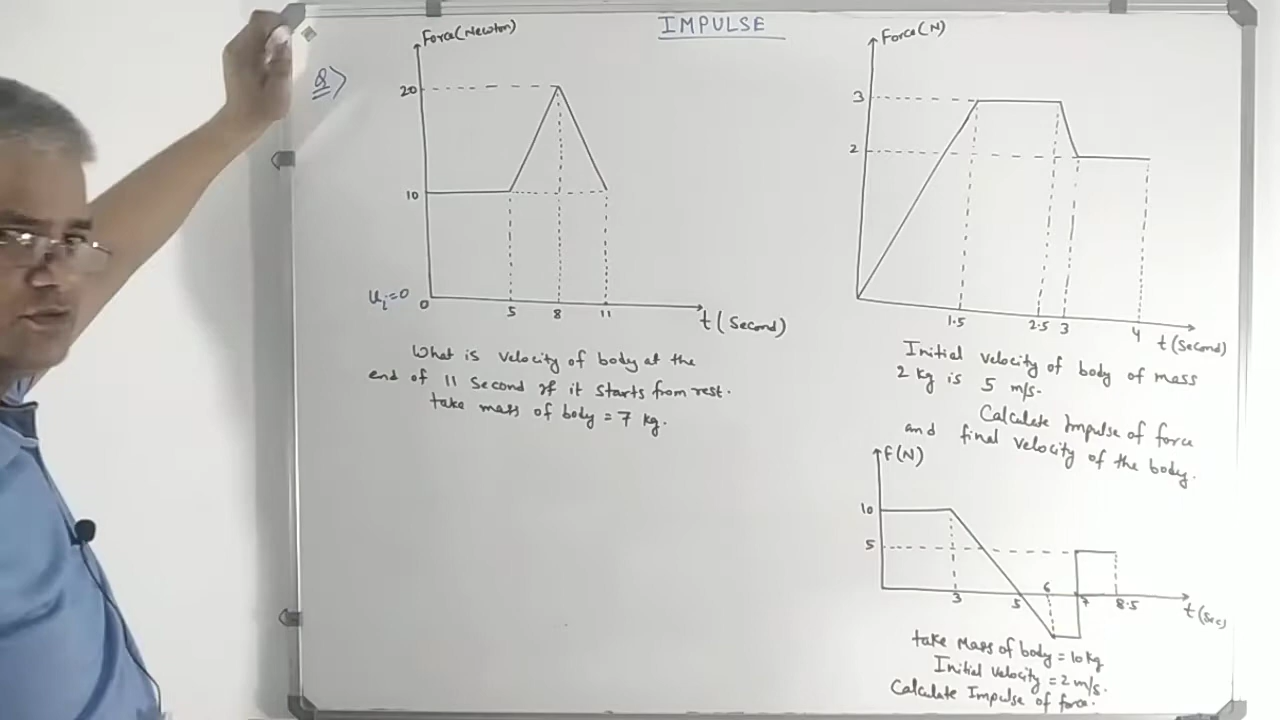 IMPULSE
Q>
Force(Newton)
20
10
u_i=0
0
5
8
11
t(Second)
What is velocity of body at the
end of 11 Second if it starts from rest.
take mass of body = 7 kg.
Force(N)
3
2
1.5
2.5
3
4
t(Second)
Initial velocity of body of mass
2 kg is 5 m/s.
Calculate Impulse of force
and final velocity of the body.
F(N)
10
5
3
5
6
7
8.5
t(Sec)
take Mass of body = 10kg
Initial Velocity = 2 m/s.
Calculate Impulse of force.